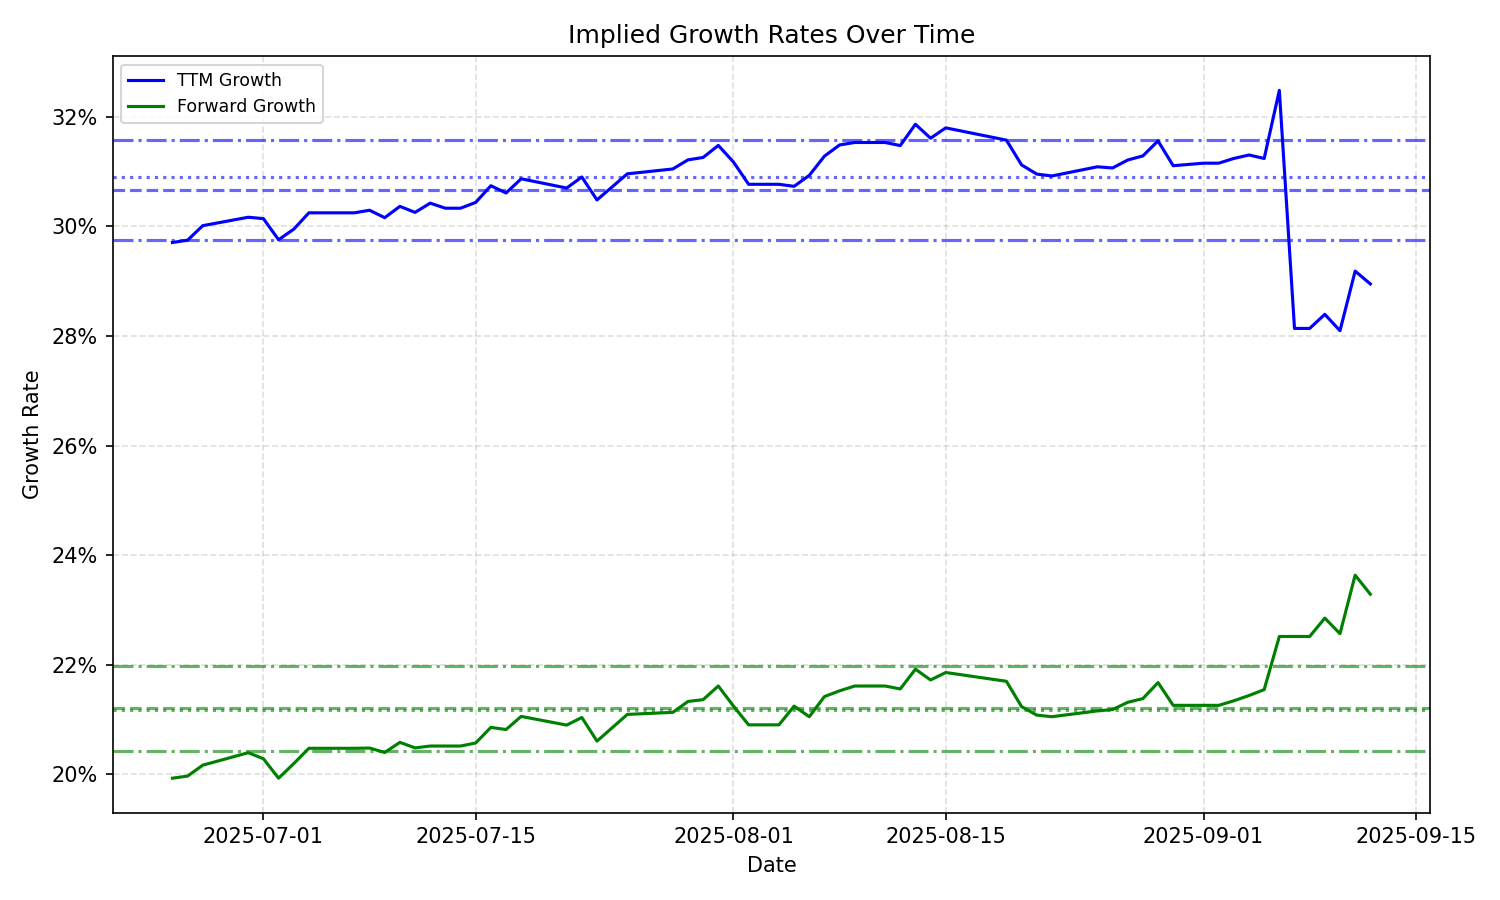 Implied Growth Rates Over Time
TTM Growth
Forward Growth
32%
30%
28%
26%
24%
22%
20%
Growth Rate
2025-07-01
2025-07-15
2025-08-01
2025-08-15
2025-09-01
2025-09-15
Date